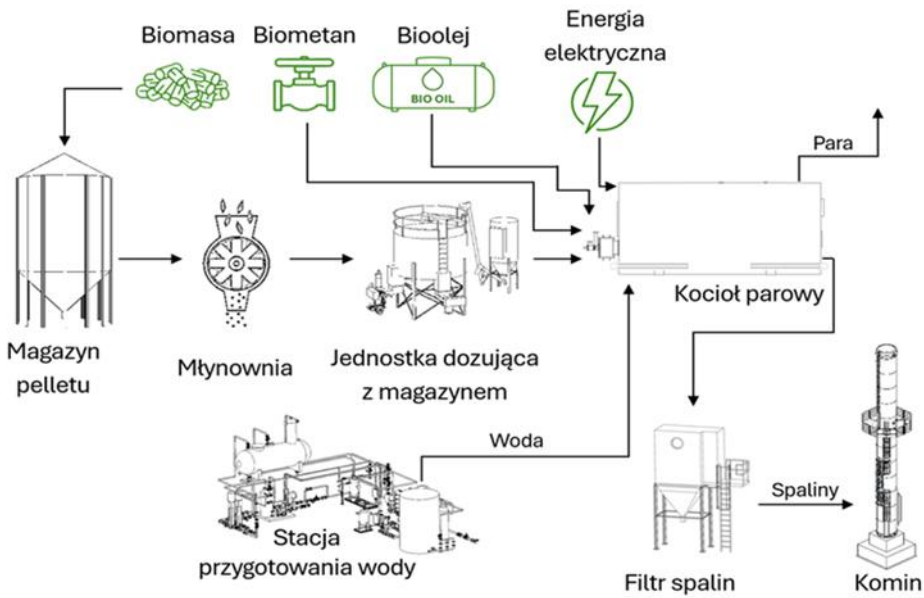 Biomasa
Biometan
Bioolej
Energia
elektryczna
BIO OIL
Para
Kocioł parowy
Magazyn
pelletu
Młynownia
Jednostka dozująca
z magazynem
Woda
Stacja
przygotowania wody
Spaliny
Filtr spalin
Komin